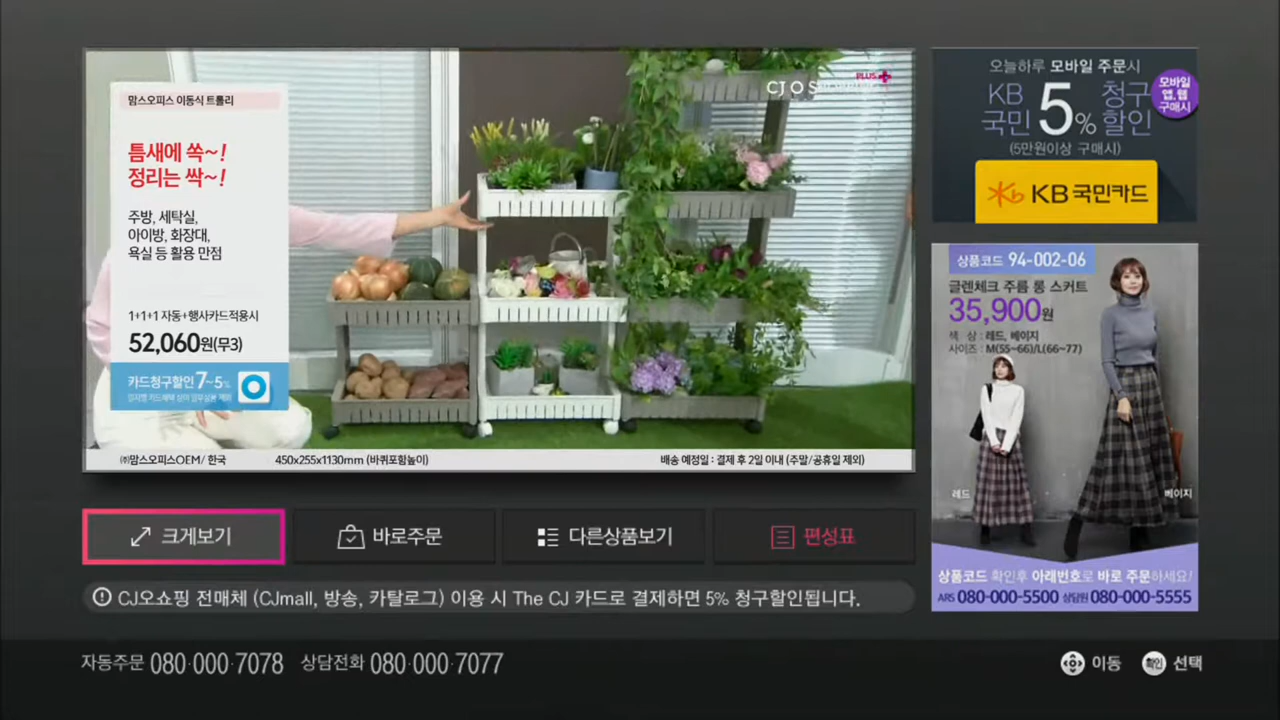 맘스오피스 이동식 트롤리
틈새에 쏙~!
정리는 싹~!
주방, 세탁실,
아이방, 화장대,
욕실 등 활용 만점
1+1+1 자동+행사카드적용시
52,060원(무3)
카드청구할인 7~5%
PLUS
CJ O S
㈜맘스오피스OEM/ 한국
450x255x1130mm (바퀴포함높이)
배송 예정일 : 결제 후 2일 이내 (주말/공휴일 제외)
오늘하루 모바일 주문시
KB 국민 5% 청구 할인
모바일
앱,웹
구매시
(5만원이상 구매시)
KB 국민카드
상품코드 94-002-06
글렌체크 주름 롱 스커트
35,900원
색 상 : 레드, 베이지
사이즈 : M(55~66)/L(66~77)
레드
베이지
상품코드 확인후 아래번호로 바로 주문하세요!
ARS 080-000-5500 상담원 080-000-5555
크게보기
바로주문
다른상품보기
편성표
CJ오쇼핑 전매체 (CJmall, 방송, 카탈로그) 이용 시 The CJ 카드로 결제하면 5% 청구할인됩니다.
자동주문 080·000·7078 상담전화 080·000·7077
이동
확인 선택